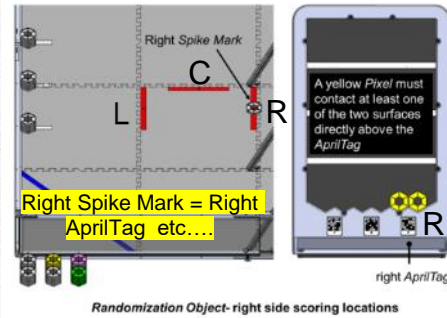 Right Spike Mark
C
L
R
Right Spike Mark = Right
AprilTag etc....
A yellow Pixel must
contact at least one
of the two surfaces
directly above the
AprilTag
R
right AprilTag
Randomization Object- right side scoring locations